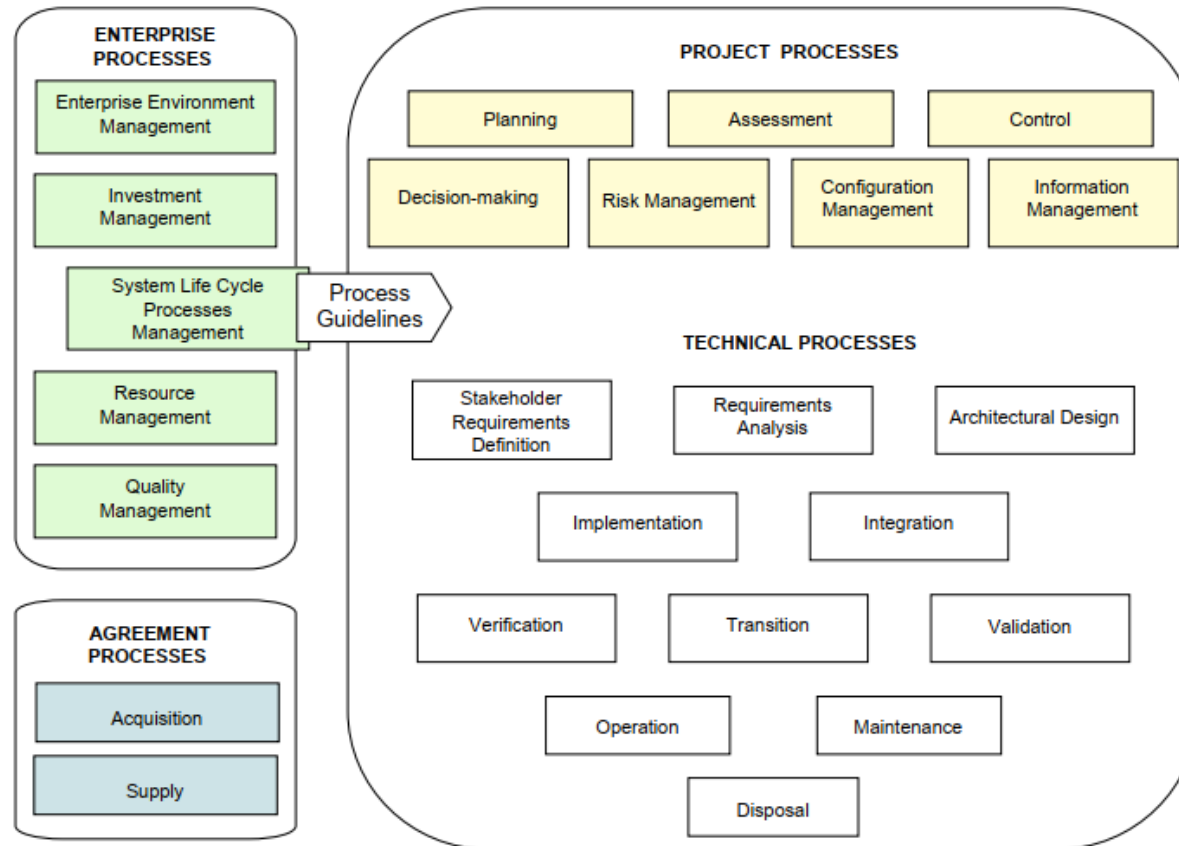 ENTERPRISE
PROCESSES
Enterprise Environment
Management
Investment
Management
System Life Cycle
Processes
Management
Resource
Management
Quality
Management
AGREEMENT
PROCESSES
Acquisition
Supply
Process
Guidelines
PROJECT PROCESSES
Planning
Assessment
Control
Decision-making
Risk Management
Configuration
Management
Information
Management
TECHNICAL PROCESSES
Stakeholder
Requirements
Definition
Requirements
Analysis
Architectural Design
Implementation
Integration
Verification
Transition
Validation
Operation
Maintenance
Disposal